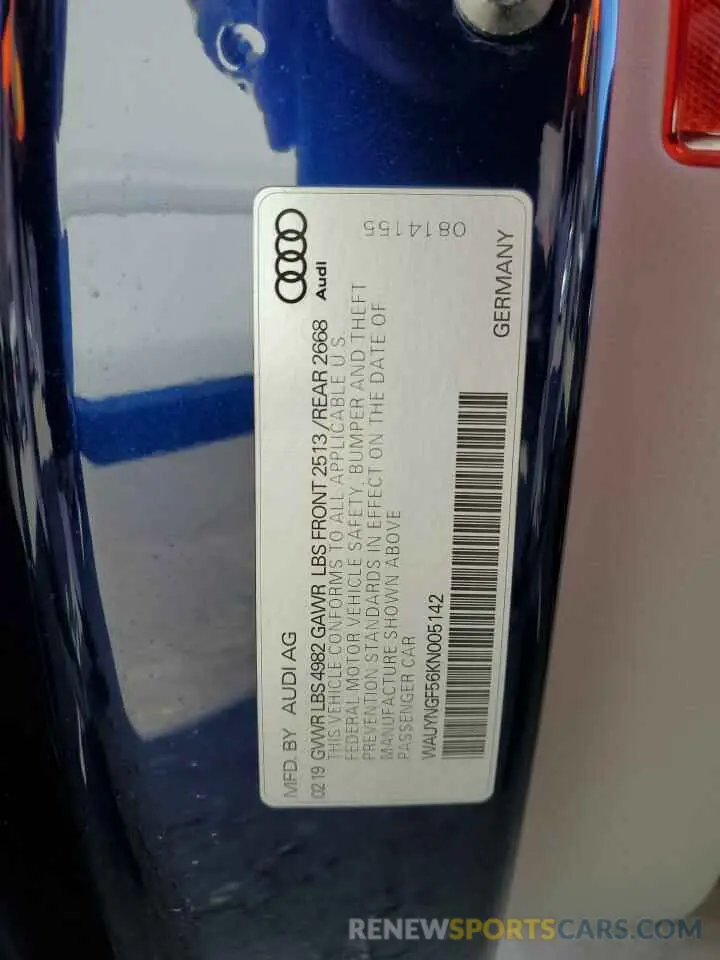 MFD. BY AUDI AG
Audi
02 19 GVWR LBS 4982 GAWR LBS FRONT 2513/REAR 2668
THIS VEHICLE CONFORMS TO ALL APPLICABLE U S.
FEDERAL MOTOR VEHICLE SAFETY, BUMPER AND THEFT
PREVENTION STANDARDS IN EFFECT ON THE DATE OF
MANUFACTURE SHOWN ABOVE
PASSENGER CAR
0814155
WAUYNGF56KN005142
GERMANY
RENEWSPORTSCARS.COM